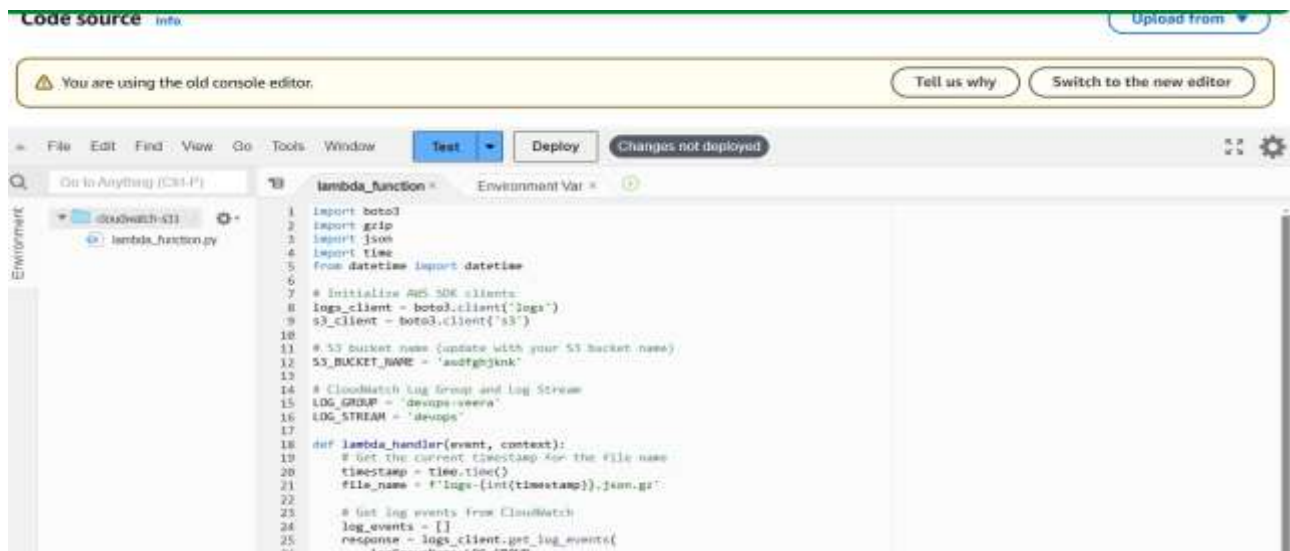 Code source Info
Upload from
You are using the old console editor.
Tell us why
Switch to the new editor
File Edit Find View Go Tools Window
Test
Deploy
Changes not deployed
Go to Anything (Ctrl-P)
lambda_function
Environment Var
Environment
cloudwatch-s33
lambda_function.py
1 import boto3
2 import gzip
3 import json
4 import time
5 from datetime import datetime
6
7 # Initialize AWS SDK clients
8 logs_client = boto3.client('logs')
9 s3_client = boto3.client('s3')
10
11 # S3 bucket name (update with your S3 bucket name)
12 S3_BUCKET_NAME = 'asdfghjknk'
13
14 # CloudWatch Log Group and Log Stream
15 LOG_GROUP = 'devops-veera'
16 LOG_STREAM = 'devops'
17
18 def lambda_handler(event, context):
19 # Get the current timestamp for the file name
20 timestamp = time.time()
21 file_name = f'logs-{int(timestamp)}.json.gz'
22
23 # Get log events from CloudWatch
24 log_events = []
25 response = logs_client.get_log_events(